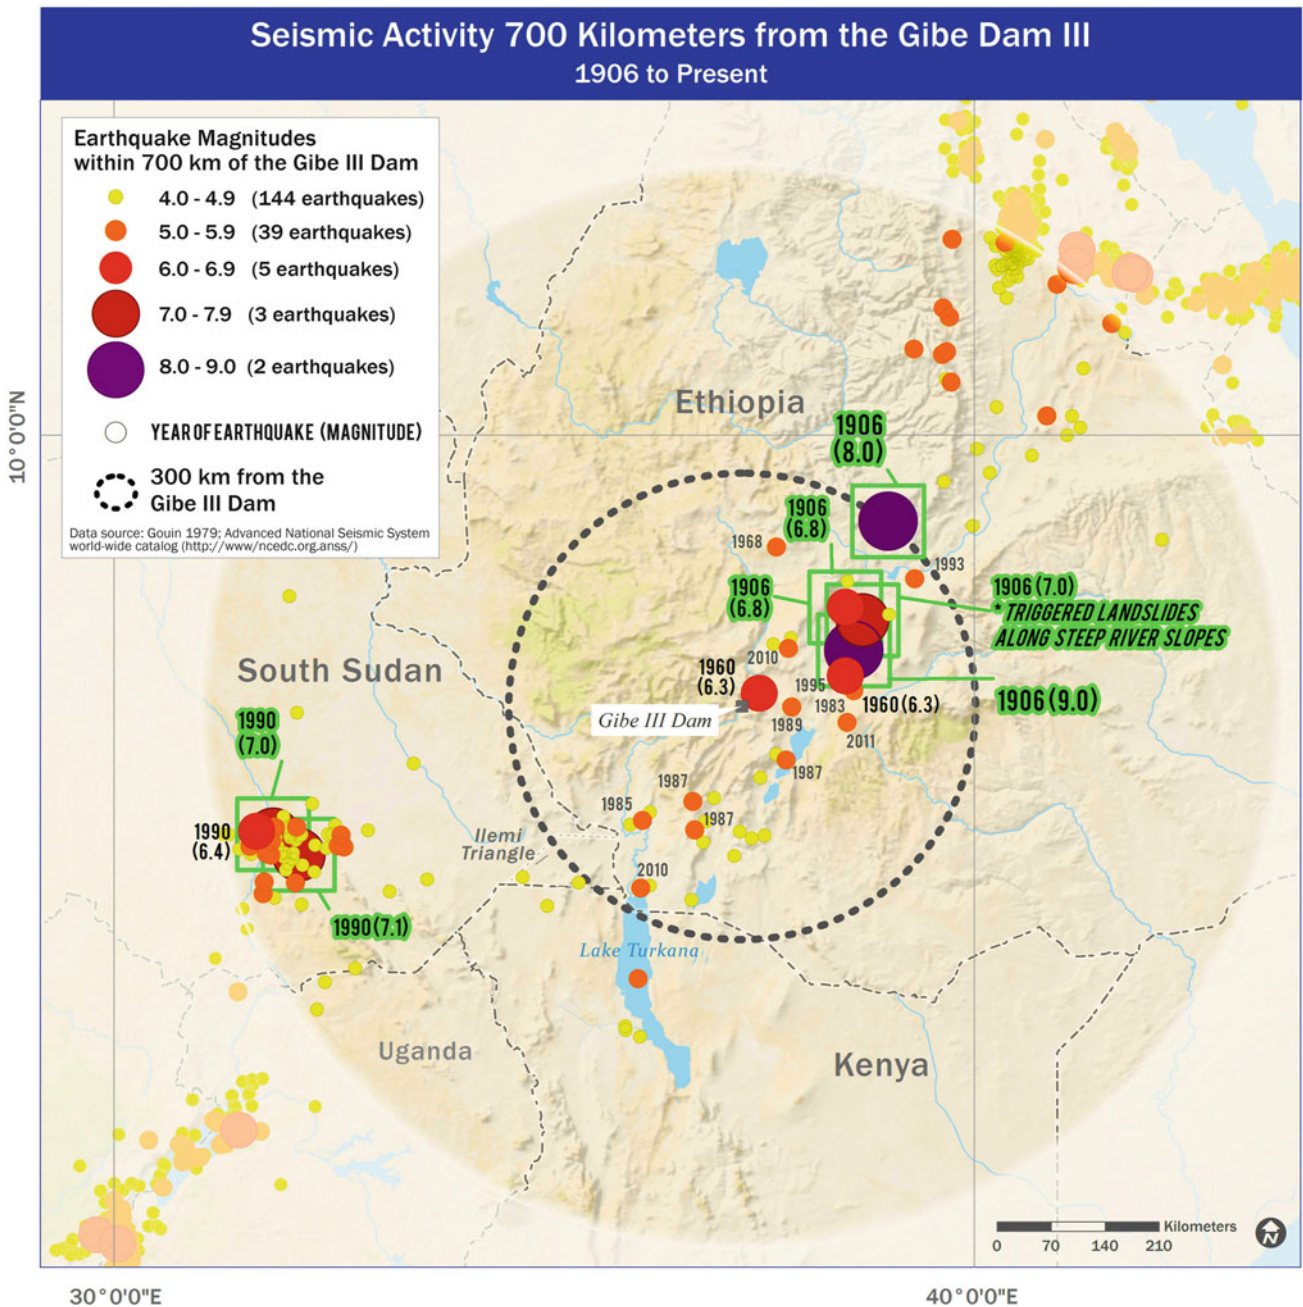 Seismic Activity 700 Kilometers from the Gibe Dam III
1906 to Present
Earthquake Magnitudes
within 700 km of the Gibe III Dam
4.0 - 4.9 (144 earthquakes)
5.0 - 5.9 (39 earthquakes)
6.0 - 6.9 (5 earthquakes)
7.0 - 7.9 (3 earthquakes)
8.0 - 9.0 (2 earthquakes)
YEAR OF EARTHQUAKE (MAGNITUDE)
300 km from the
Gibe III Dam
Data source: Gouin 1979; Advanced National Seismic System
world-wide catalog (http://www/ncedc.org.anss/)
10°0'0"N
Ethiopia
1906
(8.0)
1906
(6.8)
1968
1993
1906
(6.8)
1906 (7.0)
* TRIGGERED LANDSLIDES
ALONG STEEP RIVER SLOPES
South Sudan
2010
1960
(6.3)
1995
1983
1960 (6.3)
1906 (9.0)
Gibe III Dam
1989
2011
1990
(7.0)
1987
1987
1985
1987
1990
(6.4)
Ilemi
Triangle
2010
1990 (7.1)
Lake Turkana
Uganda
Kenya
Kilometers
0 70 140 210
N
30°0'0"E
40°0'0"E